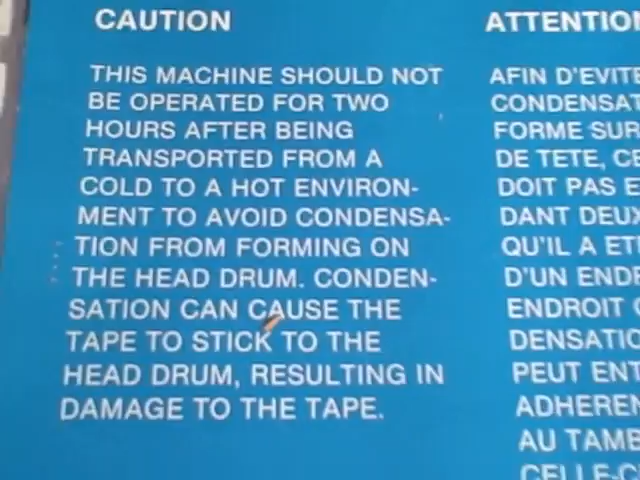 CAUTION
THIS MACHINE SHOULD NOT
BE OPERATED FOR TWO
HOURS AFTER BEING
TRANSPORTED FROM A
COLD TO A HOT ENVIRON-
MENT TO AVOID CONDENSA-
TION FROM FORMING ON
THE HEAD DRUM. CONDEN-
SATION CAN CAUSE THE
TAPE TO STICK TO THE
HEAD DRUM, RESULTING IN
DAMAGE TO THE TAPE.
ATTENTION
AFIN D'EVITE
CONDENSAT
FORME SUR
DE TETE, CE
DOIT PAS E
DANT DEUX
QU'IL A ET
D'UN ENDR
ENDROIT
DENSATIO
PEUT ENT
ADHEREN
AU TAMB
CELLE-C